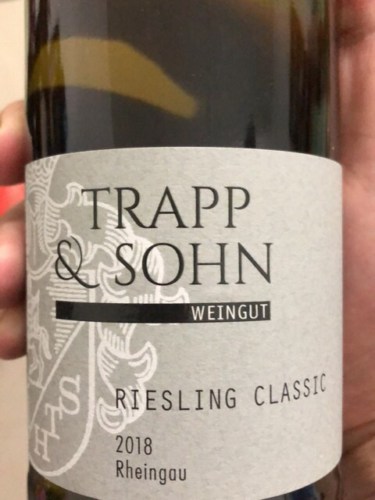 TRAPP
& SOHN
WEINGUT
RIESLING CLASSIC
2018
Rheingau